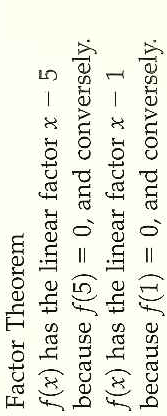 Factor Theorem
f(x) has the linear factor x − 5
because f(5) = 0, and conversely.
f(x) has the linear factor x − 1
because f(1) = 0, and conversely.